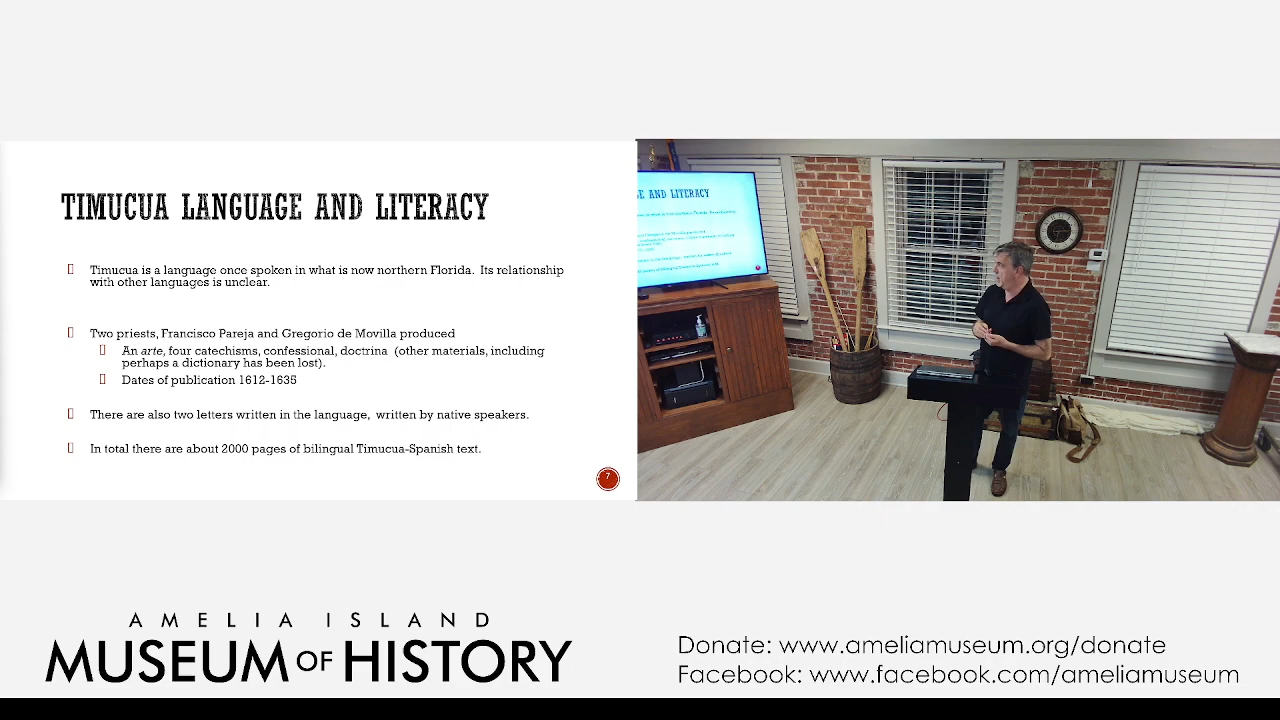 TIMUCUA LANGUAGE AND LITERACY
Timucua is a language once spoken in what is now northern Florida. Its relationship
with other languages is unclear.
Two priests, Francisco Pareja and Gregorio de Movilla produced
An arte, four catechisms, confessional, doctrina (other materials, including
perhaps a dictionary has been lost).
Dates of publication 1612-1635
There are also two letters written in the language, written by native speakers.
In total there are about 2000 pages of bilingual Timucua-Spanish text.
7
E AND LITERACY
AMELIA ISLAND
MUSEUM OF HISTORY
Donate: www.ameliamuseum.org/donate
Facebook: www.facebook.com/ameliamuseum